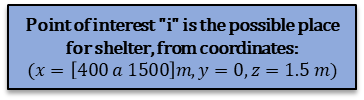 Point of interest "i" is the possible place
for shelter, from coordinates:
(x = [400 a 1500]m, y = 0, z = 1.5 m)